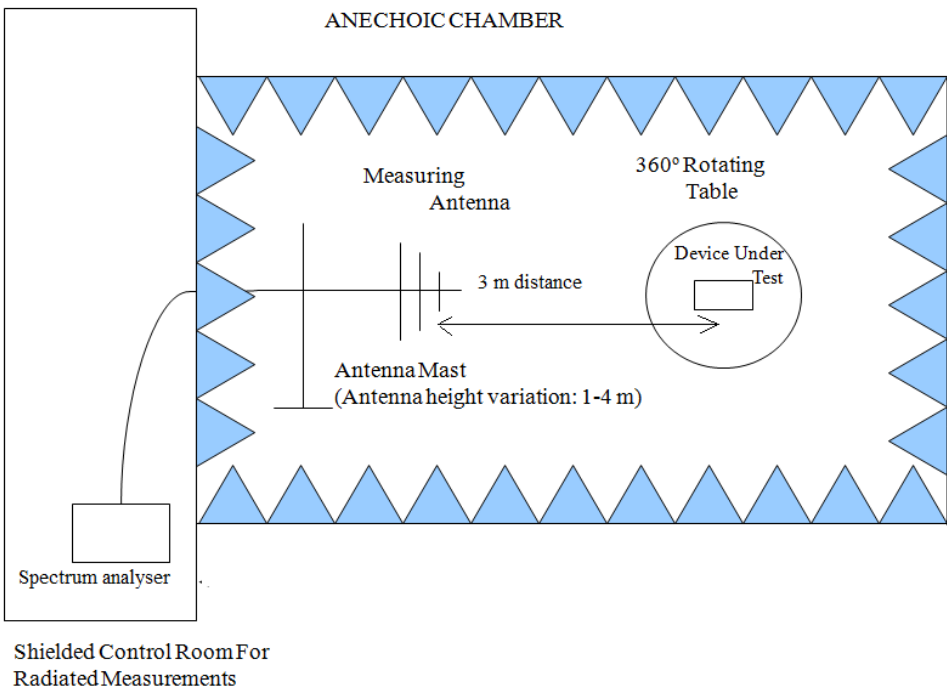 ANECHOIC CHAMBER
360º Rotating
Table
Measuring
Antenna
Device Under
Test
3 m distance
Antenna Mast
(Antenna height variation: 1-4 m)
Spectrum analyser
Shielded Control Room For
Radiated Measurements